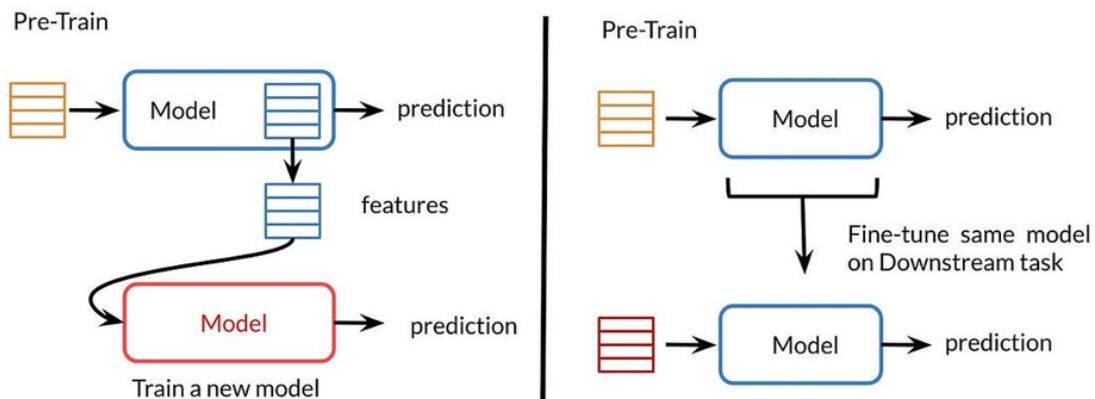 Pre-Train
Model
prediction
features
Model
prediction
Train a new model
Pre-Train
Model
prediction
Fine-tune same model
on Downstream task
Model
prediction